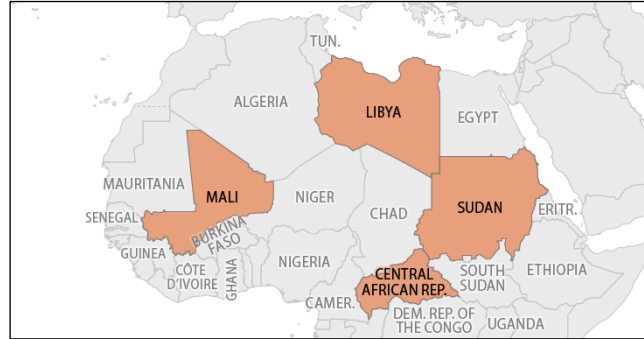 TUN.
ALGERIA
LIBYA
EGYPT
MAURITANIA
MALI
NIGER
CHAD
SUDAN
ERITR.
SENEGAL
BURKINA
FASO
GUINEA
CÔTE
D'IVOIRE
GHANA
NIGERIA
CENTRAL
AFRICAN REP.
SOUTH
SUDAN
ETHIOPIA
CAMER.
DEM. REP. OF
THE CONGO
UGANDA